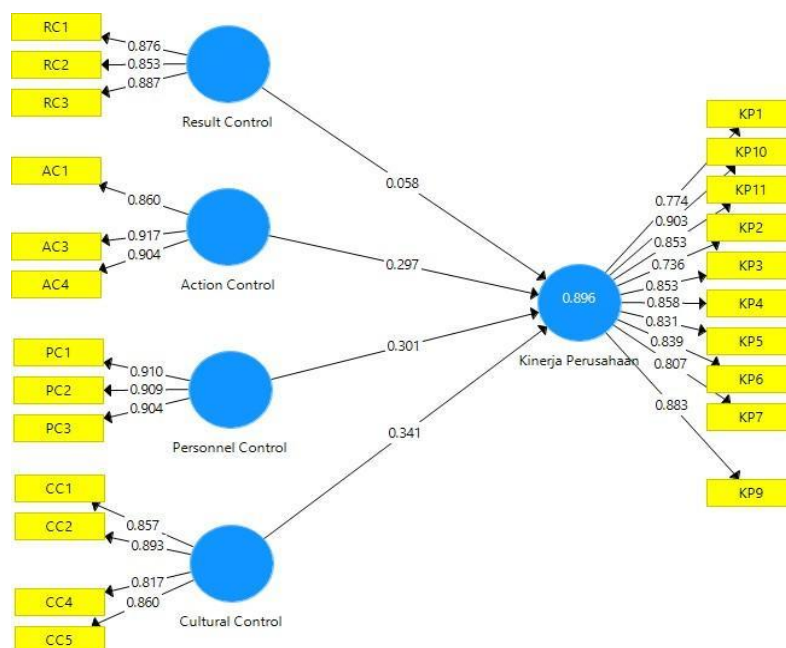 RC1
RC2
RC3
0.876
0.853
0.887
Result Control
AC1
AC3
AC4
0.860
0.917
0.904
Action Control
PC1
PC2
PC3
0.910
0.909
0.904
Personnel Control
CC1
CC2
CC4
CC5
0.857
0.893
0.817
0.860
Cultural Control
0.058
0.297
0.301
0.341
0.896
Kinerja Perusahaan
0.774
0.903
0.853
0.736
0.853
0.858
0.831
0.839
0.807
0.883
KP1
KP10
KP11
KP2
KP3
KP4
KP5
KP6
KP7
KP9